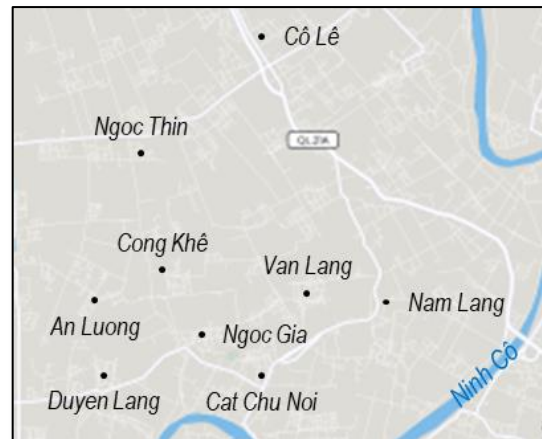 Cô Lê
Ngoc Thin
QL21A
Cong Khê
Van Lang
Nam Lang
An Luong
Ngoc Gia
Duyen Lang
Cat Chu Noi
Ninh Cô